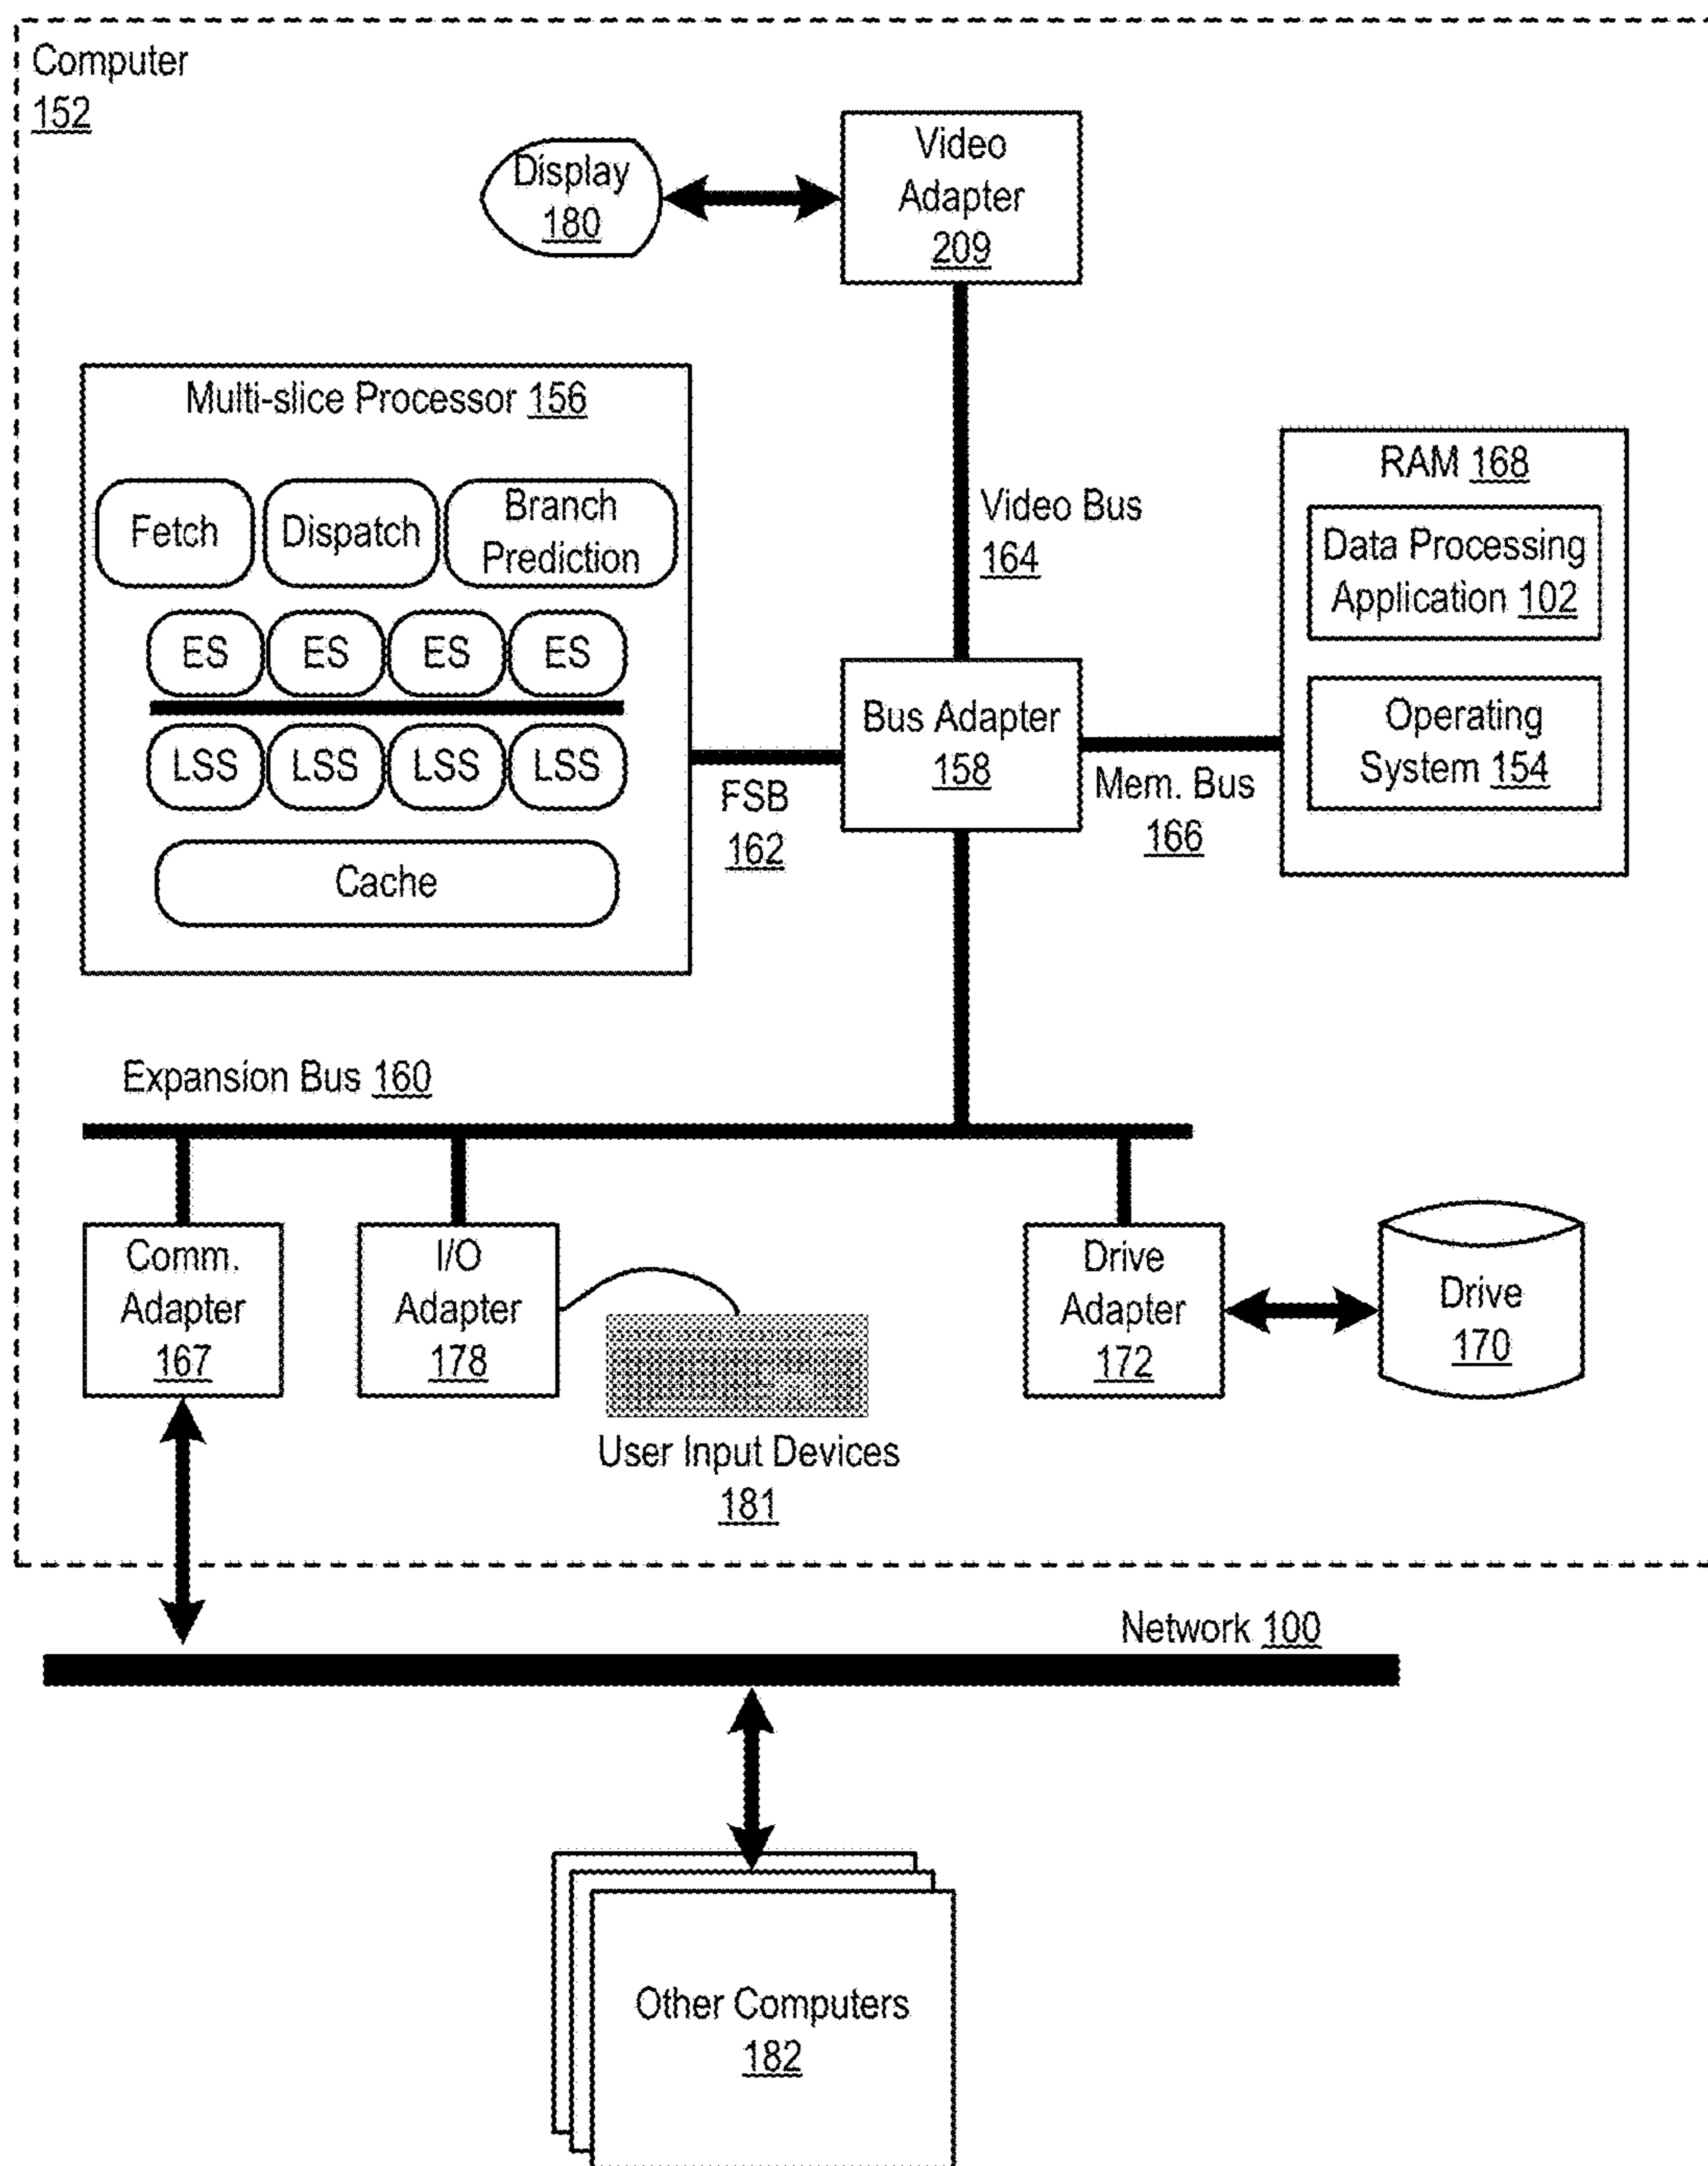 Computer
152
Display
180
Video
Adapter
209
Multi-slice Processor 156
Fetch
Dispatch
Branch
Prediction
ES
ES
ES
ES
LSS
LSS
LSS
LSS
Cache
Video Bus
164
RAM 168
Data Processing
Application 102
Operating
System 154
Bus Adapter
158
FSB
162
Mem. Bus
166
Expansion Bus 160
Comm.
Adapter
167
I/O
Adapter
178
User Input Devices
181
Drive
Adapter
172
Drive
170
Network 100
Other Computers
182